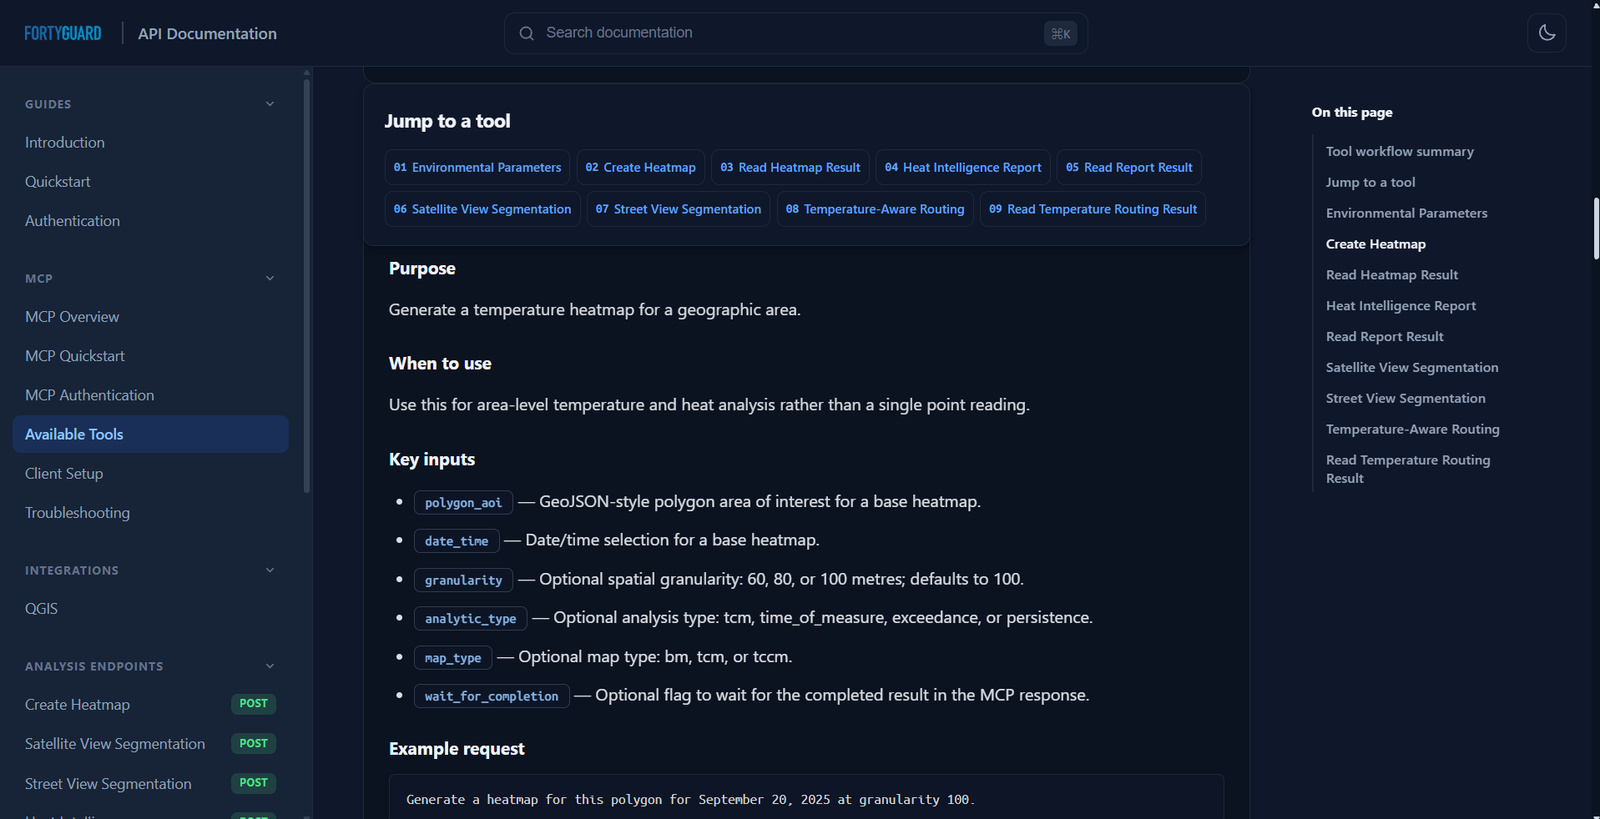 FORTYGUARD
API Documentation
Search documentation
⌘K
GUIDES
Introduction
Quickstart
Authentication
MCP
MCP Overview
MCP Quickstart
MCP Authentication
Available Tools
Client Setup
Troubleshooting
INTEGRATIONS
QGIS
ANALYSIS ENDPOINTS
Create Heatmap POST
Satellite View Segmentation POST
Street View Segmentation POST
Jump to a tool
01 Environmental Parameters 02 Create Heatmap 03 Read Heatmap Result 04 Heat Intelligence Report 05 Read Report Result
06 Satellite View Segmentation 07 Street View Segmentation 08 Temperature-Aware Routing 09 Read Temperature Routing Result
Purpose
Generate a temperature heatmap for a geographic area.
When to use
Use this for area-level temperature and heat analysis rather than a single point reading.
Key inputs
• polygon_aoi — GeoJSON-style polygon area of interest for a base heatmap.
• date_time — Date/time selection for a base heatmap.
• granularity — Optional spatial granularity: 60, 80, or 100 metres; defaults to 100.
• analytic_type — Optional analysis type: tcm, time_of_measure, exceedance, or persistence.
• map_type — Optional map type: bm, tcm, or tccm.
• wait_for_completion — Optional flag to wait for the completed result in the MCP response.
Example request
Generate a heatmap for this polygon for September 20, 2025 at granularity 100.
On this page
Tool workflow summary
Jump to a tool
Environmental Parameters
Create Heatmap
Read Heatmap Result
Heat Intelligence Report
Read Report Result
Satellite View Segmentation
Street View Segmentation
Temperature-Aware Routing
Read Temperature Routing
Result